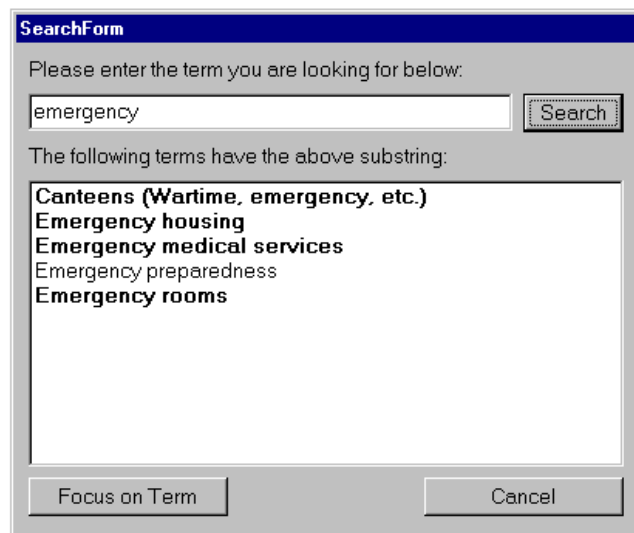 SearchForm
Please enter the term you are looking for below:
emergency
Search
The following terms have the above substring:
Canteens (Wartime, emergency, etc.)
Emergency housing
Emergency medical services
Emergency preparedness
Emergency rooms
Focus on Term
Cancel